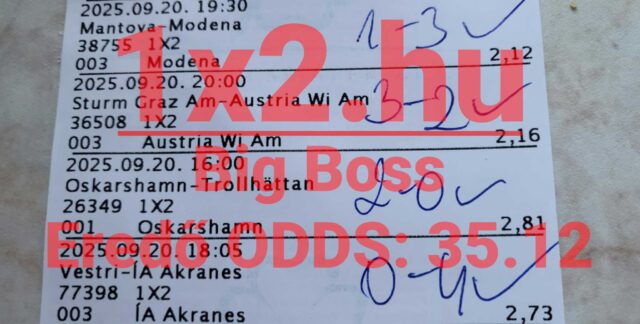 2025.09.20. 19:30
Mantova-Modena
38755 1X2
003 Modena 2,12
1-3 ✓
2025.09.20. 20:00
Sturm Graz Am-Austria Wi Am
36508 1X2
003 Austria Wi Am 2,16
3-2 ✓
2025.09.20. 16:00
Oskarshamn-Trollhättan
26349 1X2
001 Oskarshamn 2,81
2-0 ✓
2025.09.20. 18:05
Vestri-ÍA Akranes
77398 1X2
003 ÍA Akranes 2,73
0-4 ✓
1x2.hu
Big Boss
Eredő ODDS: 35.12